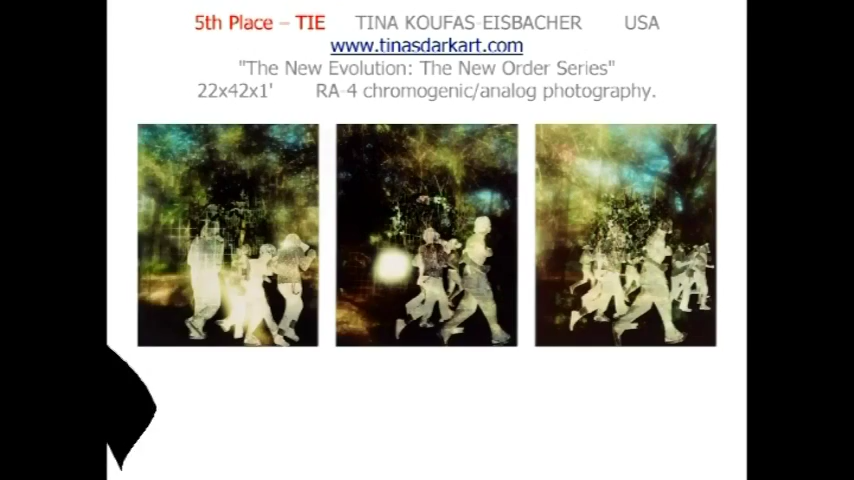 5th Place – TIE TINA KOUFAS-EISBACHER USA
www.tinasdarkart.com
"The New Evolution: The New Order Series"
22x42x1' RA-4 chromogenic/analog photography.